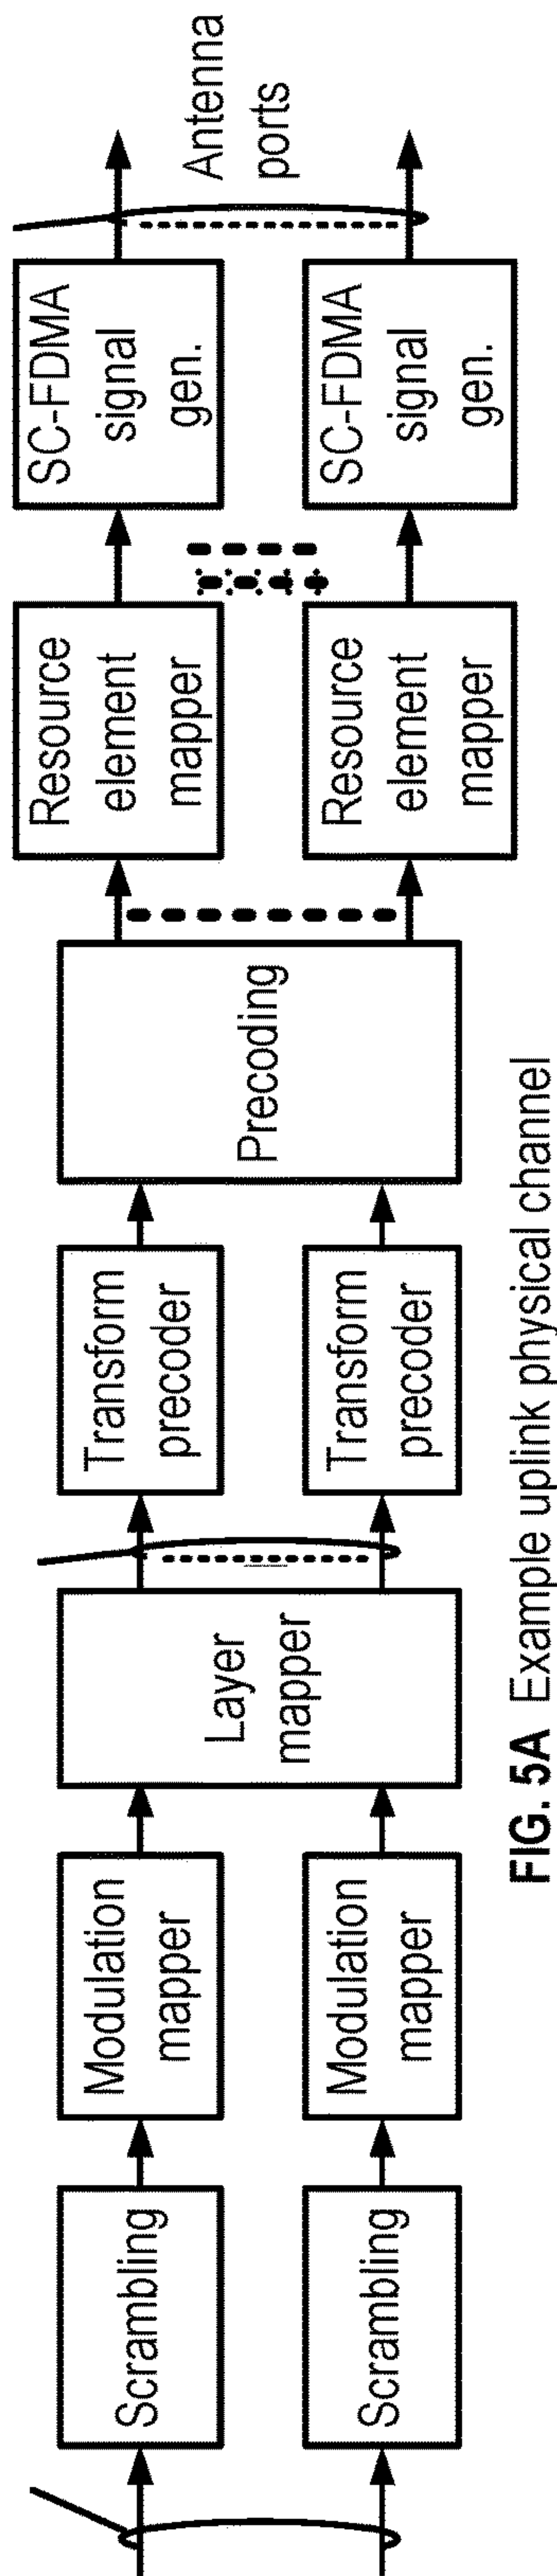 Scrambling
Modulation
mapper
Layer
mapper
Transform
precoder
Precoding
Resource
element
mapper
SC-FDMA
signal
gen.
Antenna
ports
Scrambling
Modulation
mapper
Transform
precoder
Resource
element
mapper
SC-FDMA
signal
gen.
FIG. 5A Example uplink physical channel